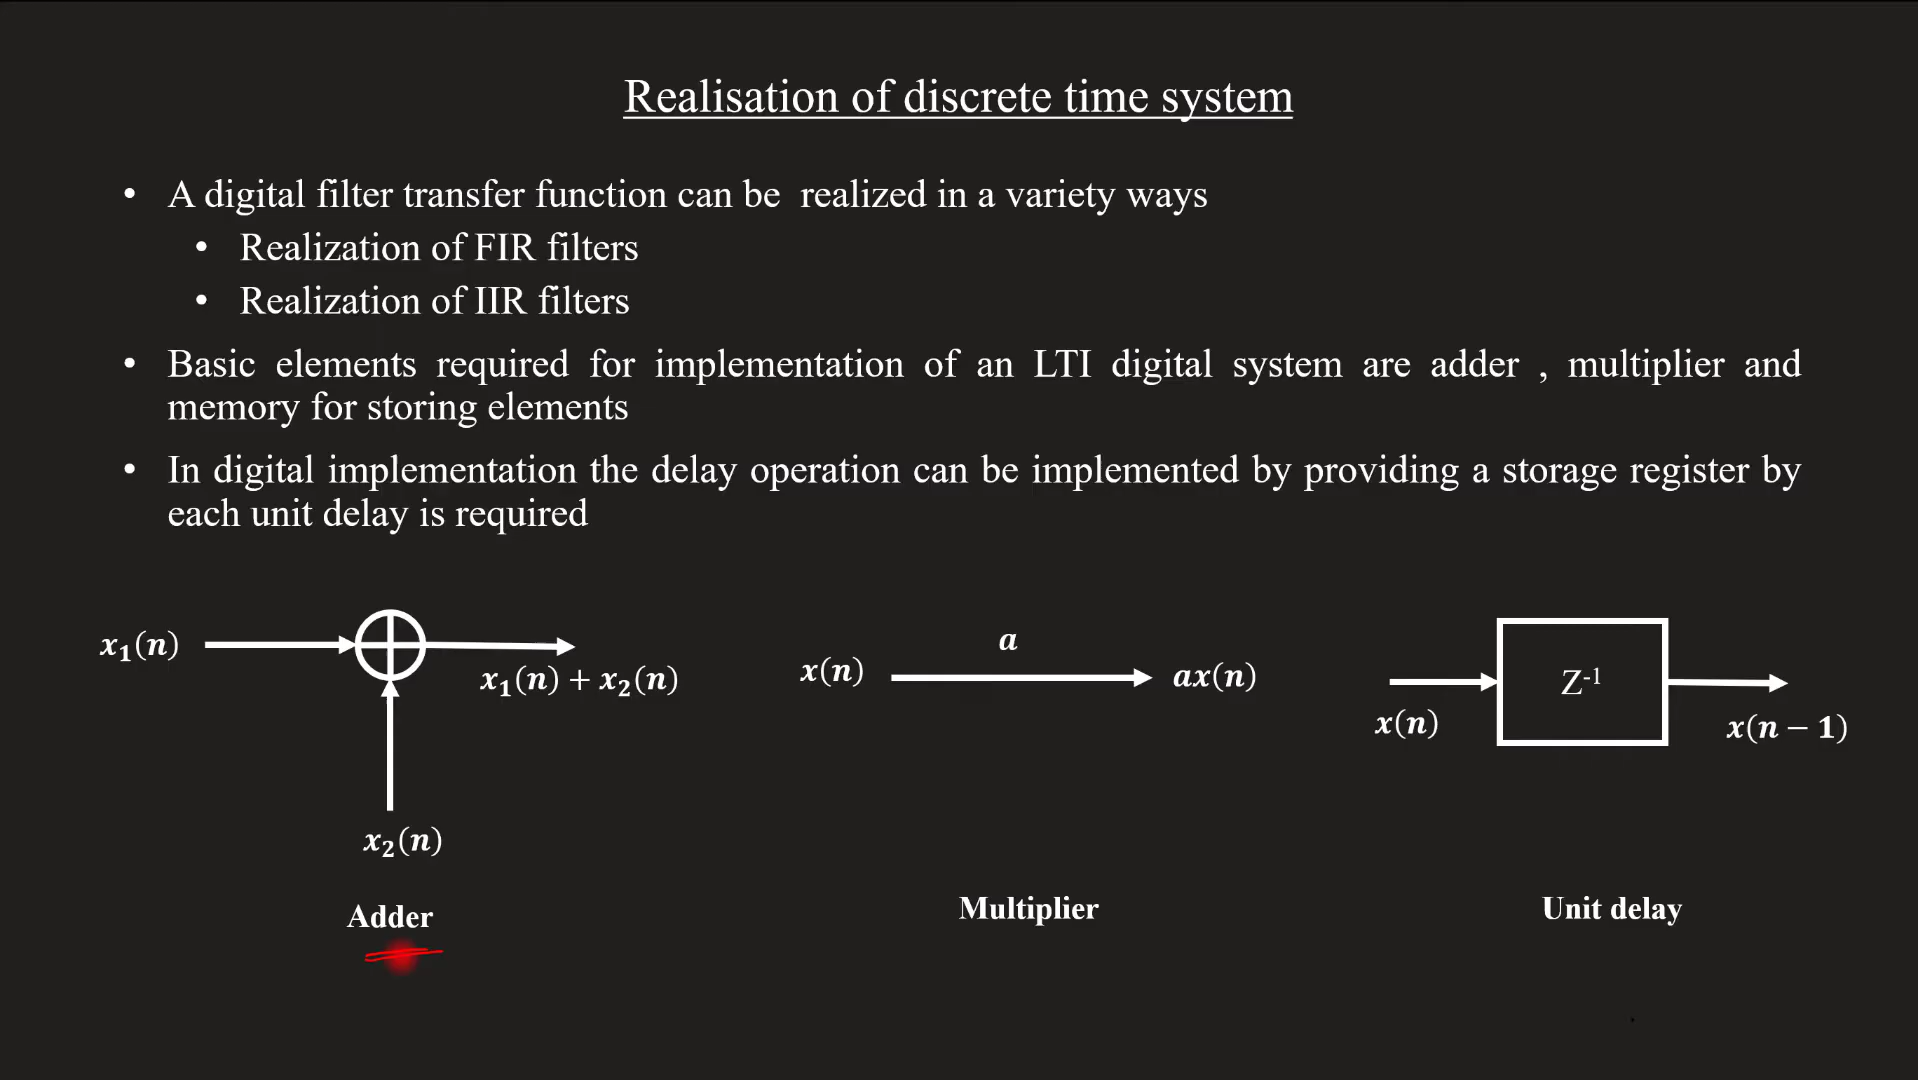 Realisation of discrete time system
• A digital filter transfer function can be realized in a variety ways
• Realization of FIR filters
• Realization of IIR filters
• Basic elements required for implementation of an LTI digital system are adder , multiplier and
memory for storing elements
• In digital implementation the delay operation can be implemented by providing a storage register by
each unit delay is required
x₁(n)
x₁(n) + x₂(n)
x₂(n)
Adder
a
x(n)
ax(n)
Multiplier
Z⁻¹
x(n)
x(n − 1)
Unit delay